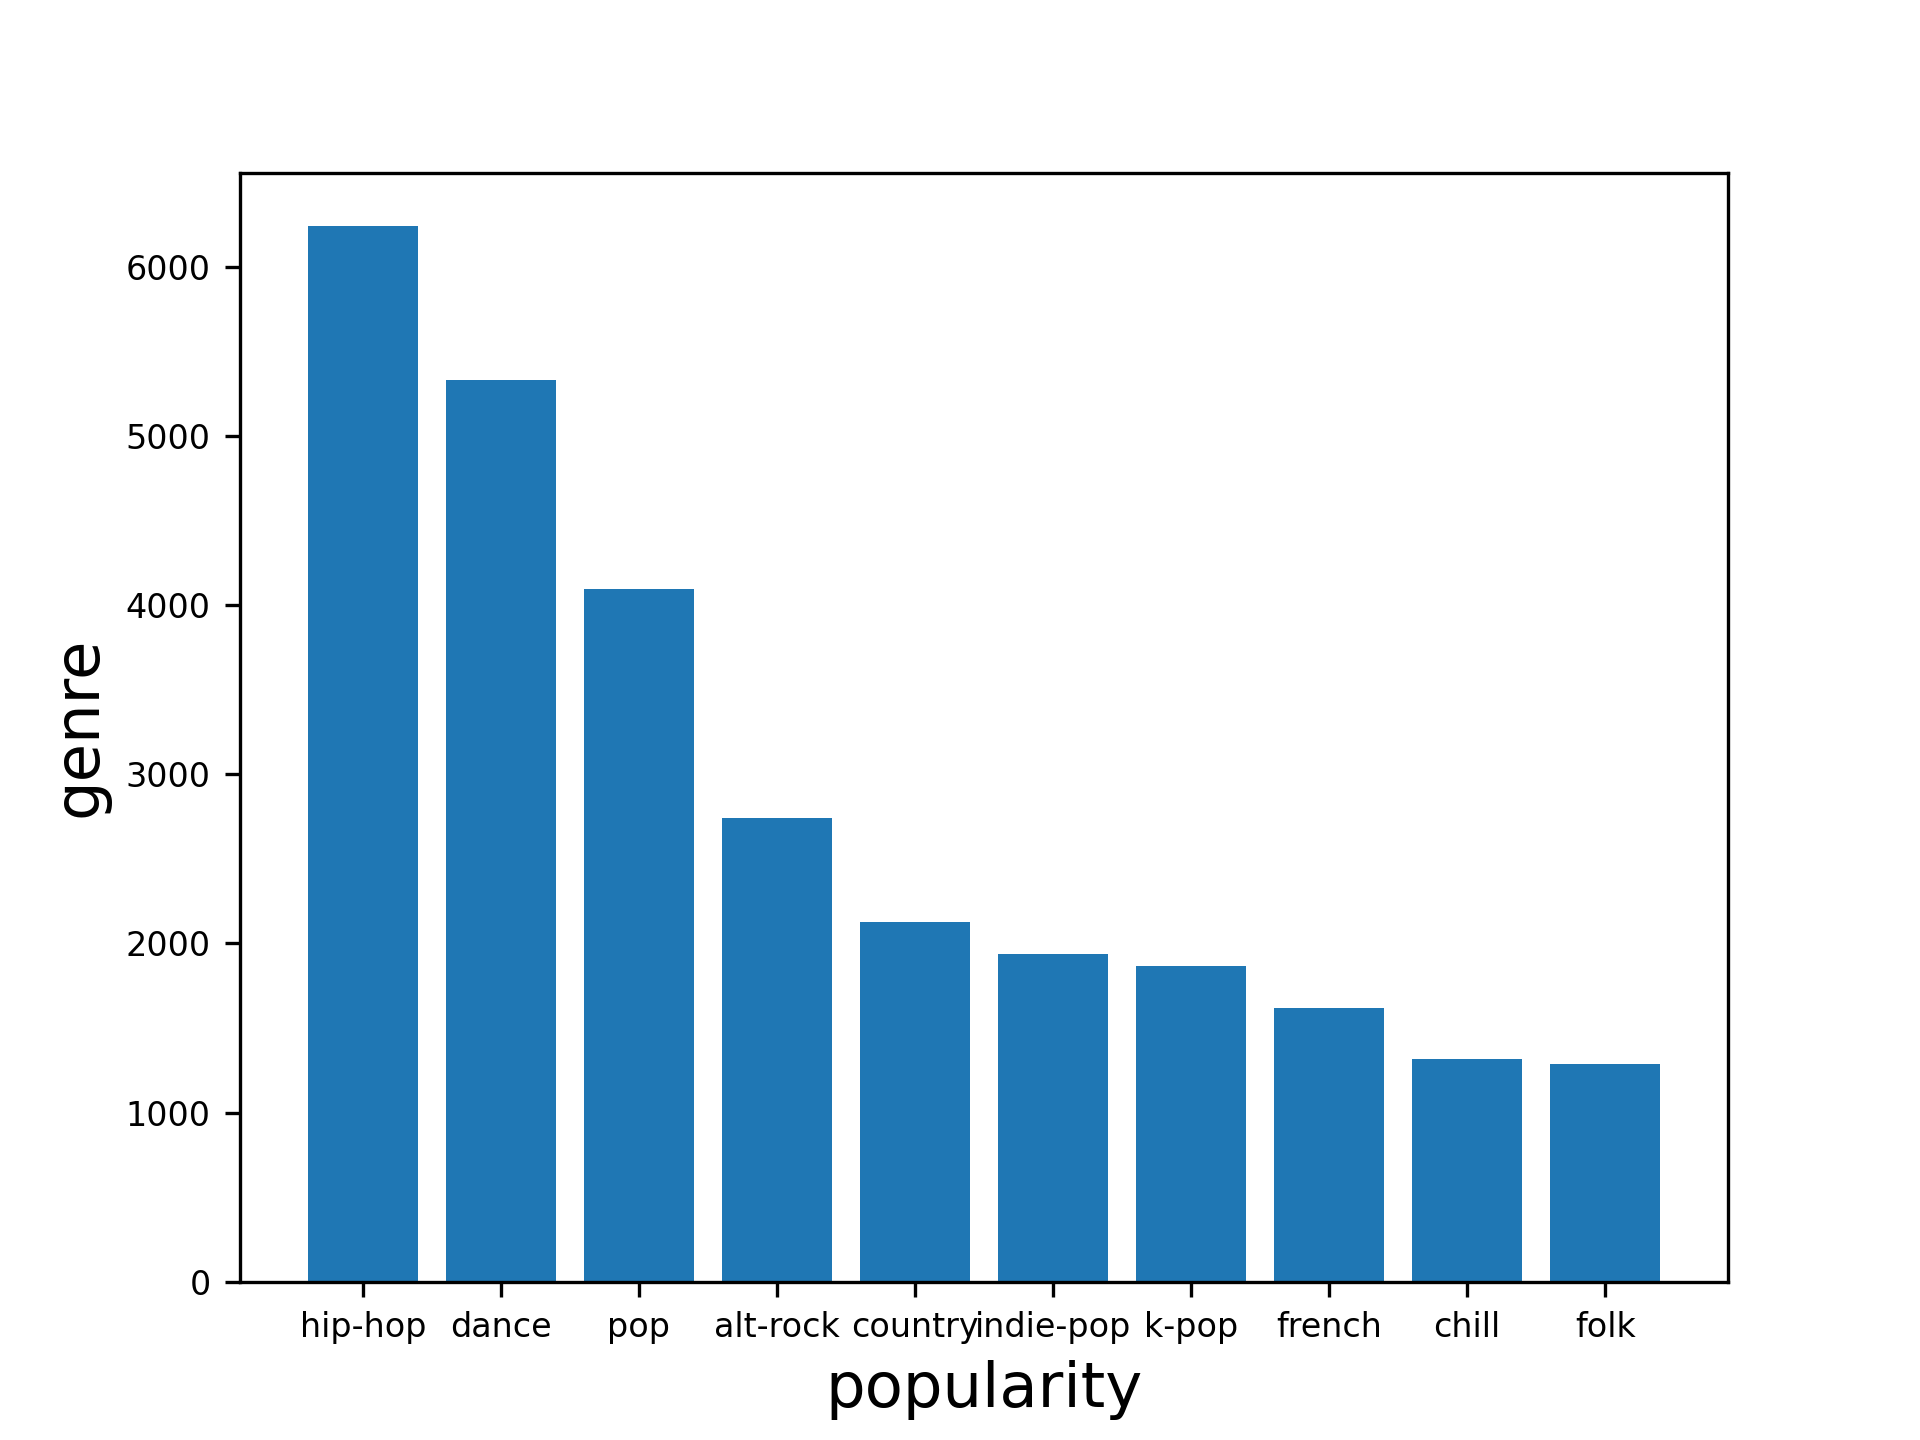 6000
5000
4000
3000
2000
1000
0
genre
hip-hop dance pop alt-rock country indie-pop k-pop french chill folk
popularity